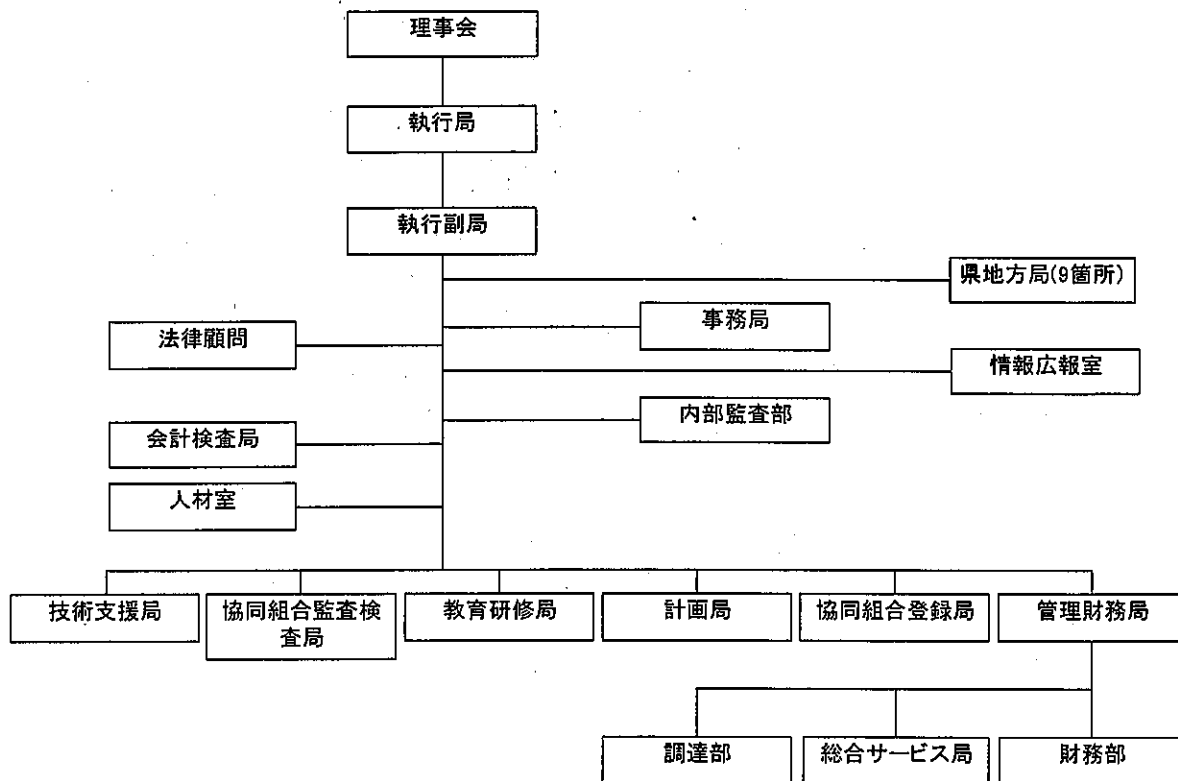 理事会
執行局
執行副局
県地方局(9箇所)
事務局
法律顧問
情報広報室
内部監査部
会計検査局
人材室
技術支援局
協同組合監査検
査局
教育研修局
計画局
協同組合登録局
管理財務局
調達部
総合サービス局
財務部